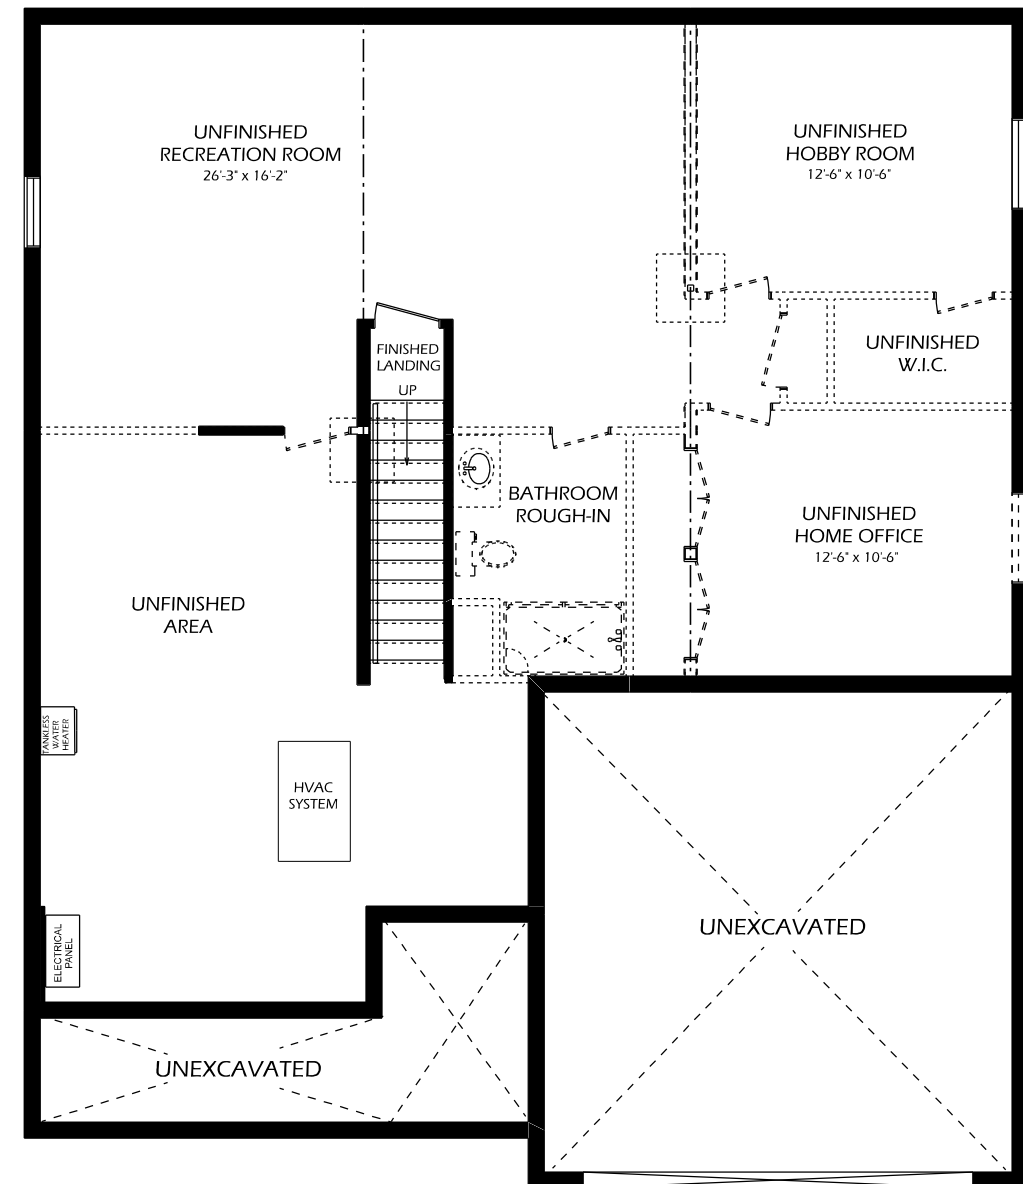 UNFINISHED
RECREATION ROOM
26'-3" x 16'-2"
UNFINISHED
HOBBY ROOM
12'-6" x 10'-6"
FINISHED
LANDING
UP
UNFINISHED
W.I.C.
BATHROOM
ROUGH-IN
UNFINISHED
HOME OFFICE
12'-6" x 10'-6"
UNFINISHED
AREA
TANKLESS
WATER
HEATER
HVAC
SYSTEM
ELECTRICAL
PANEL
UNEXCAVATED
UNEXCAVATED